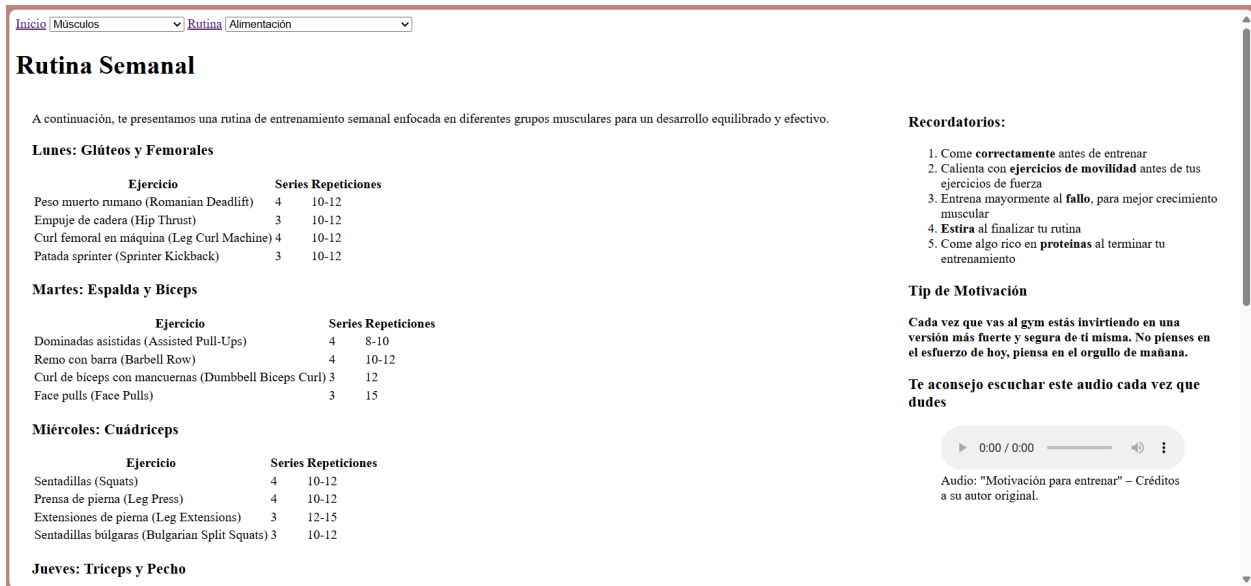 Inicio Músculos Rutina Alimentación
Rutina Semanal
A continuación, te presentamos una rutina de entrenamiento semanal enfocada en diferentes grupos musculares para un desarrollo equilibrado y efectivo.
Lunes: Glúteos y Femorales
Ejercicio Series Repeticiones
Peso muerto rumano (Romanian Deadlift) 4 10-12
Empuje de cadera (Hip Thrust) 3 10-12
Curl femoral en máquina (Leg Curl Machine) 4 10-12
Patada sprinter (Sprinter Kickback) 3 10-12
Martes: Espalda y Bíceps
Ejercicio Series Repeticiones
Dominadas asistidas (Assisted Pull-Ups) 4 8-10
Remo con barra (Barbell Row) 4 10-12
Curl de bíceps con mancuernas (Dumbbell Biceps Curl) 3 12
Face pulls (Face Pulls) 3 15
Miércoles: Cuádriceps
Ejercicio Series Repeticiones
Sentadillas (Squats) 4 10-12
Prensa de pierna (Leg Press) 4 10-12
Extensiones de pierna (Leg Extensions) 3 12-15
Sentadillas búlgaras (Bulgarian Split Squats) 3 10-12
Jueves: Tríceps y Pecho
Recordatorios:
1. Come correctamente antes de entrenar
2. Calienta con ejercicios de movilidad antes de tus
ejercicios de fuerza
3. Entrena mayormente al fallo, para mejor crecimiento
muscular
4. Estira al finalizar tu rutina
5. Come algo rico en proteinas al terminar tu
entrenamiento
Tip de Motivación
Cada vez que vas al gym estás invirtiendo en una
versión más fuerte y segura de ti misma. No pienses en
el esfuerzo de hoy, piensa en el orgullo de mañana.
Te aconsejo escuchar este audio cada vez que
dudes
0:00 / 0:00
Audio: "Motivación para entrenar" – Créditos
a su autor original.